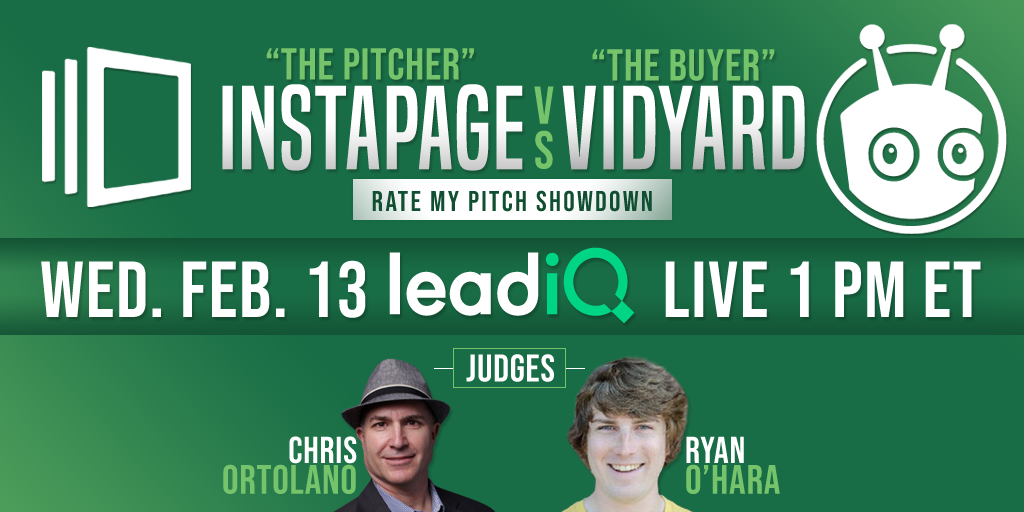 “THE PITCHER” “THE BUYER”
INSTAPAGE VS VIDYARD
RATE MY PITCH SHOWDOWN
WED. FEB. 13 leadiQ LIVE 1 PM ET
JUDGES
CHRIS
ORTOLANO
RYAN
O’HARA